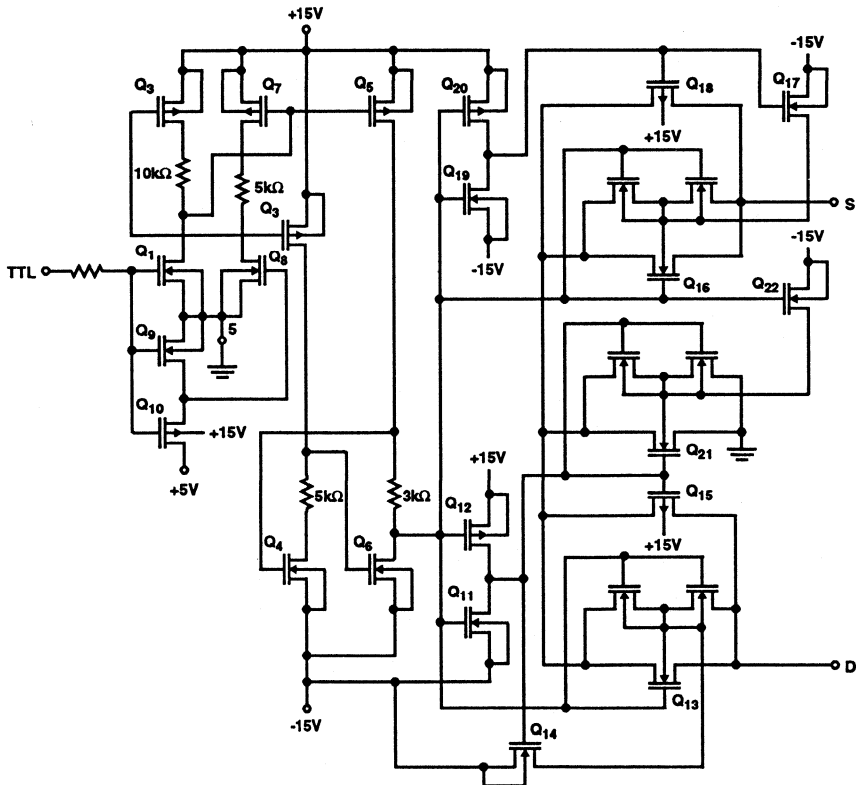 +15V
-15V
Q3
Q7
Q5
Q20
Q18
Q17
+15V
10kΩ
5kΩ
Q19
S
Q3
-15V
-15V
TTL
Q1
Q8
Q16
Q22
5
Q9
Q10
+15V
Q21
+5V
+15V
Q15
5kΩ
3kΩ
Q12
+15V
Q4
Q6
Q11
D
Q13
-15V
Q14